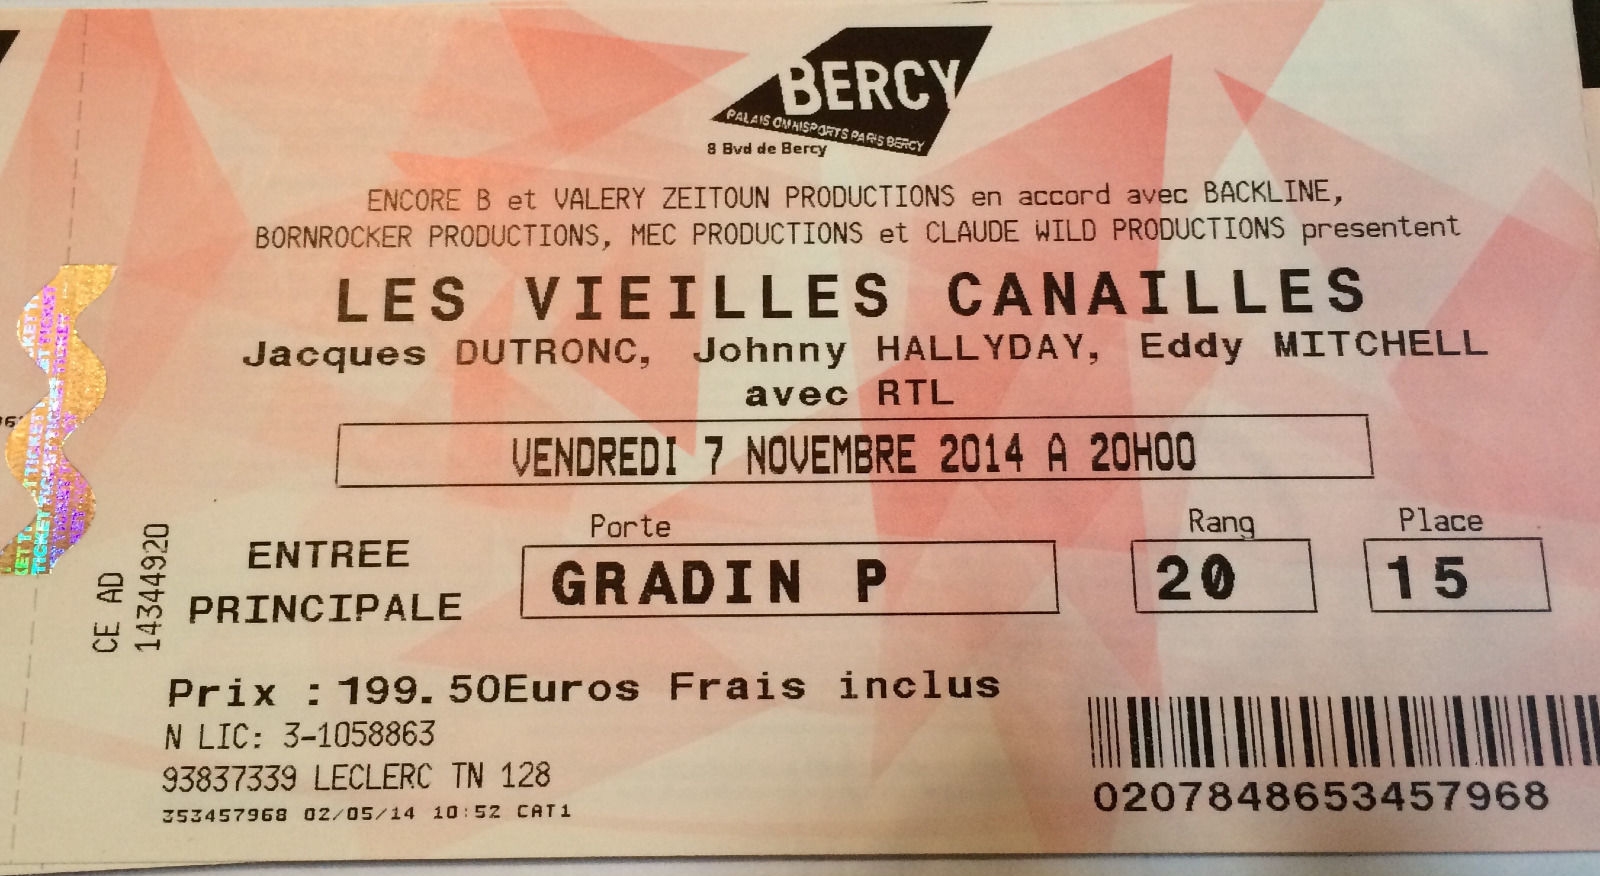 BERCY
PALAIS OMNISPORTS PARIS BERCY
8 Bvd de Bercy
ENCORE B et VALERY ZEITOUN PRODUCTIONS en accord avec BACKLINE,
BORNROCKER PRODUCTIONS, MEC PRODUCTIONS et CLAUDE WILD PRODUCTIONS presentent
LES VIEILLES CANAILLES
Jacques DUTRONC, Johnny HALLYDAY, Eddy MITCHELL
avec RTL
VENDREDI 7 NOVEMBRE 2014 A 20H00
ENTREE
PRINCIPALE
Porte
GRADIN P
Rang
20
Place
15
CE AD
14344920
Prix : 199.50Euros Frais inclus
N LIC: 3-1058863
93837339 LECLERC TN 128
353457968 02/05/14 10:52 CAT1
0207848653457968
TICKET